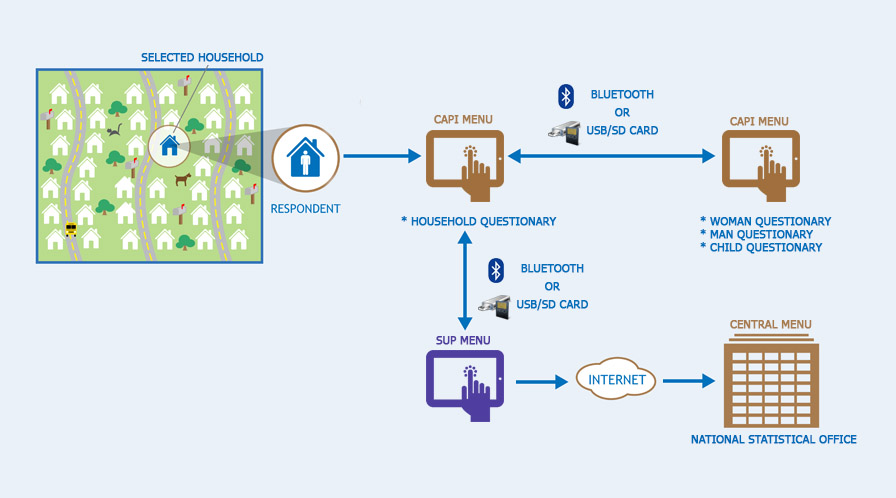 SELECTED HOUSEHOLD
RESPONDENT
CAPI MENU
* HOUSEHOLD QUESTIONARY
BLUETOOTH
OR
USB/SD CARD
CAPI MENU
* WOMAN QUESTIONARY
* MAN QUESTIONARY
* CHILD QUESTIONARY
BLUETOOTH
OR
USB/SD CARD
SUP MENU
INTERNET
CENTRAL MENU
NATIONAL STATISTICAL OFFICE